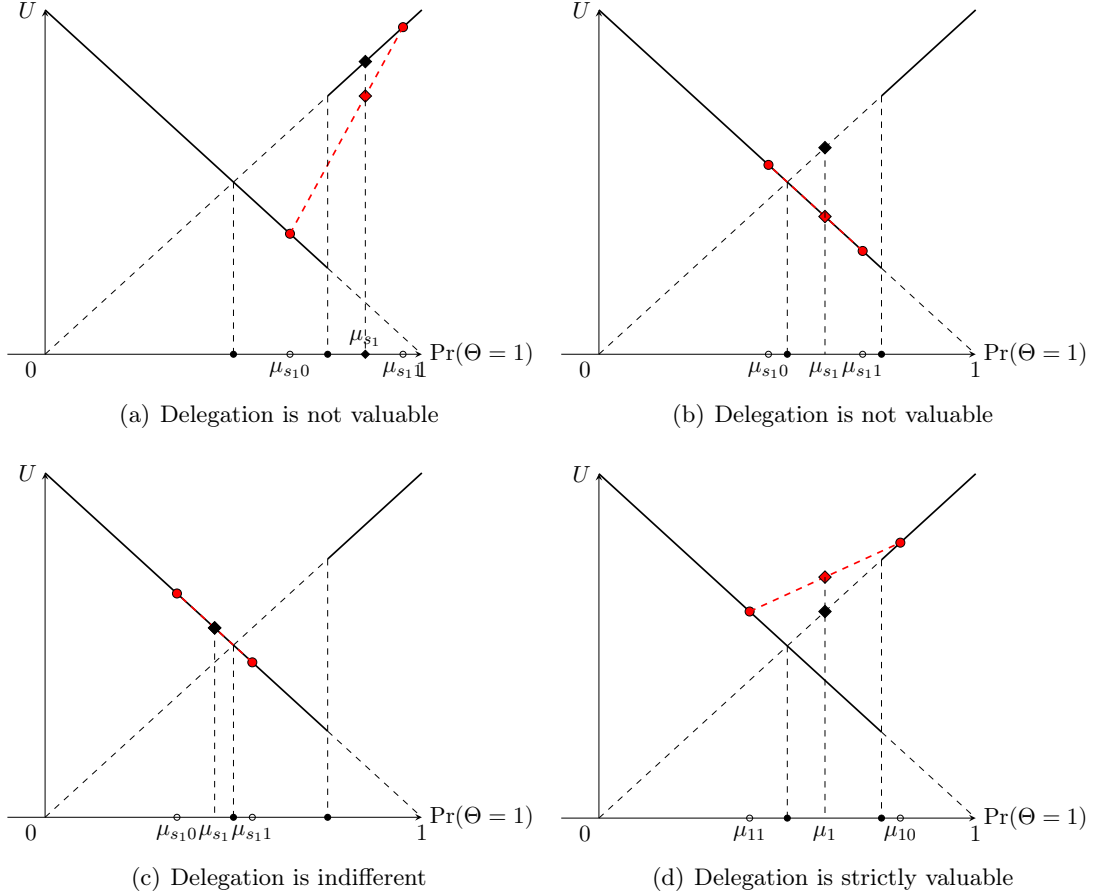 U
μ_{s_1}
Pr(Θ = 1)
0
μ_{s_1 0}
μ_{s_1 1}
1
(a) Delegation is not valuable
U
Pr(Θ = 1)
0
μ_{s_1 0}
μ_{s_1}
μ_{s_1 1}
1
(b) Delegation is not valuable
U
Pr(Θ = 1)
0
μ_{s_1 0}
μ_{s_1}
μ_{s_1 1}
1
(c) Delegation is indifferent
U
Pr(Θ = 1)
0
μ_{11}
μ_1
μ_{10}
1
(d) Delegation is strictly valuable